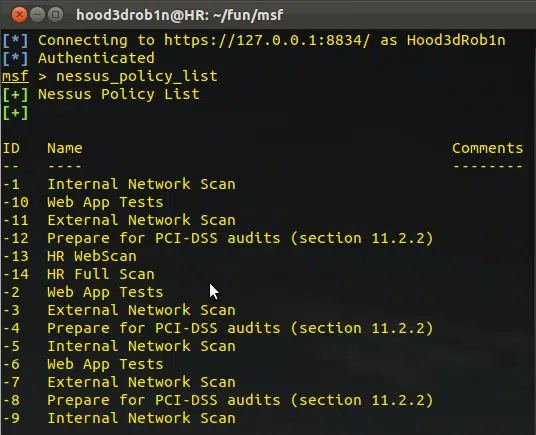 hood3drob1n@HR: ~/fun/msf
[*] Connecting to https://127.0.0.1:8834/ as Hood3dRob1n
[*] Authenticated
msf > nessus_policy_list
[+] Nessus Policy List
[+]
ID   Name                                         Comments
--   ----                                         --------
-1   Internal Network Scan
-10  Web App Tests
-11  External Network Scan
-12  Prepare for PCI-DSS audits (section 11.2.2)
-13  HR WebScan
-14  HR Full Scan
-2   Web App Tests
-3   External Network Scan
-4   Prepare for PCI-DSS audits (section 11.2.2)
-5   Internal Network Scan
-6   Web App Tests
-7   External Network Scan
-8   Prepare for PCI-DSS audits (section 11.2.2)
-9   Internal Network Scan